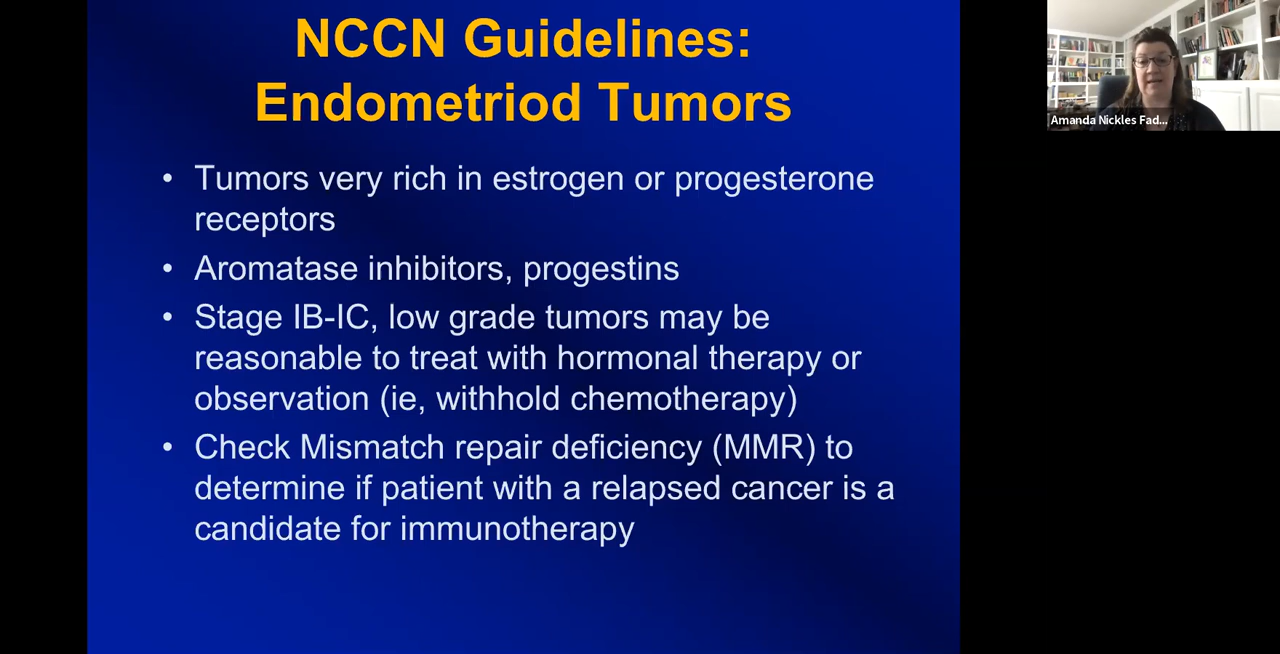 NCCN Guidelines:
Endometriod Tumors
• Tumors very rich in estrogen or progesterone
receptors
• Aromatase inhibitors, progestins
• Stage IB-IC, low grade tumors may be
reasonable to treat with hormonal therapy or
observation (ie, withhold chemotherapy)
• Check Mismatch repair deficiency (MMR) to
determine if patient with a relapsed cancer is a
candidate for immunotherapy
Amanda Nickles Fad...